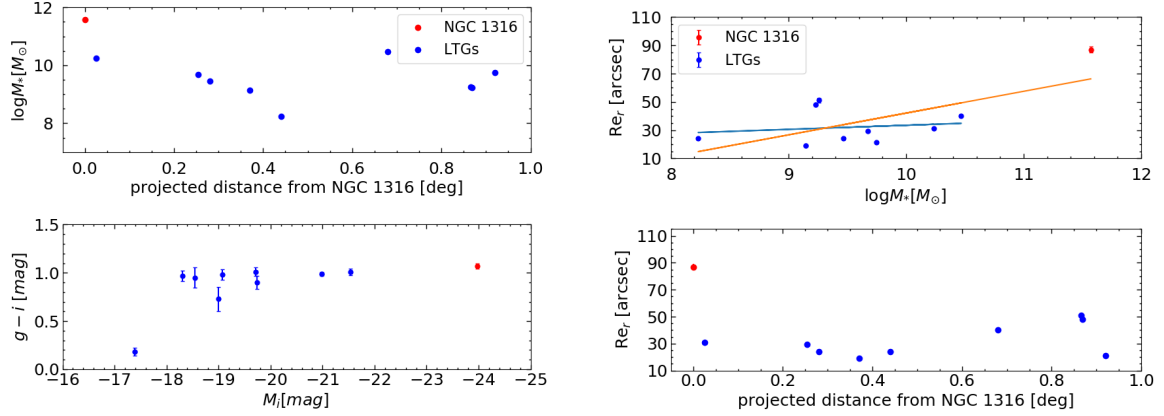 12
10
8
logM*[M⊙]
NGC 1316
LTGs
0.0 0.2 0.4 0.6 0.8 1.0
projected distance from NGC 1316 [deg]
110
90
70
50
30
10
Re_r [arcsec]
NGC 1316
LTGs
8 9 10 11 12
logM*[M⊙]
1.5
1.0
0.5
0.0
g − i [mag]
−16 −17 −18 −19 −20 −21 −22 −23 −24 −25
M_i[mag]
110
90
70
50
30
10
Re_r [arcsec]
0.0 0.2 0.4 0.6 0.8 1.0
projected distance from NGC 1316 [deg]